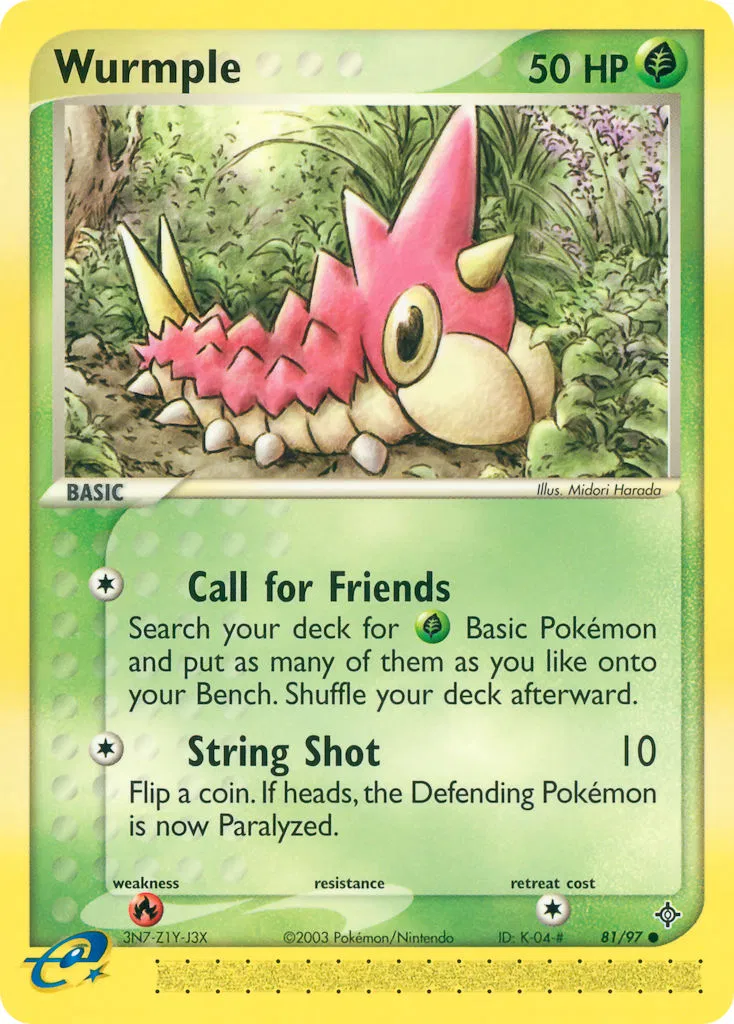 Wurmple 50 HP
BASIC Illus. Midori Harada
Call for Friends
Search your deck for Basic Pokémon
and put as many of them as you like onto
your Bench. Shuffle your deck afterward.
String Shot 10
Flip a coin. If heads, the Defending Pokémon
is now Paralyzed.
weakness resistance retreat cost
3N7-Z1Y-J3X ©2003 Pokémon/Nintendo ID: K-04-# 81/97
e